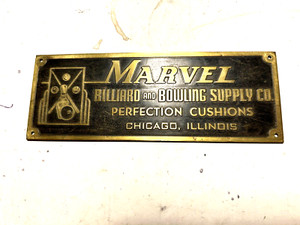 MARVEL
BILLIARD AND BOWLING SUPPLY CO.
PERFECTION CUSHIONS
CHICAGO, ILLINOIS